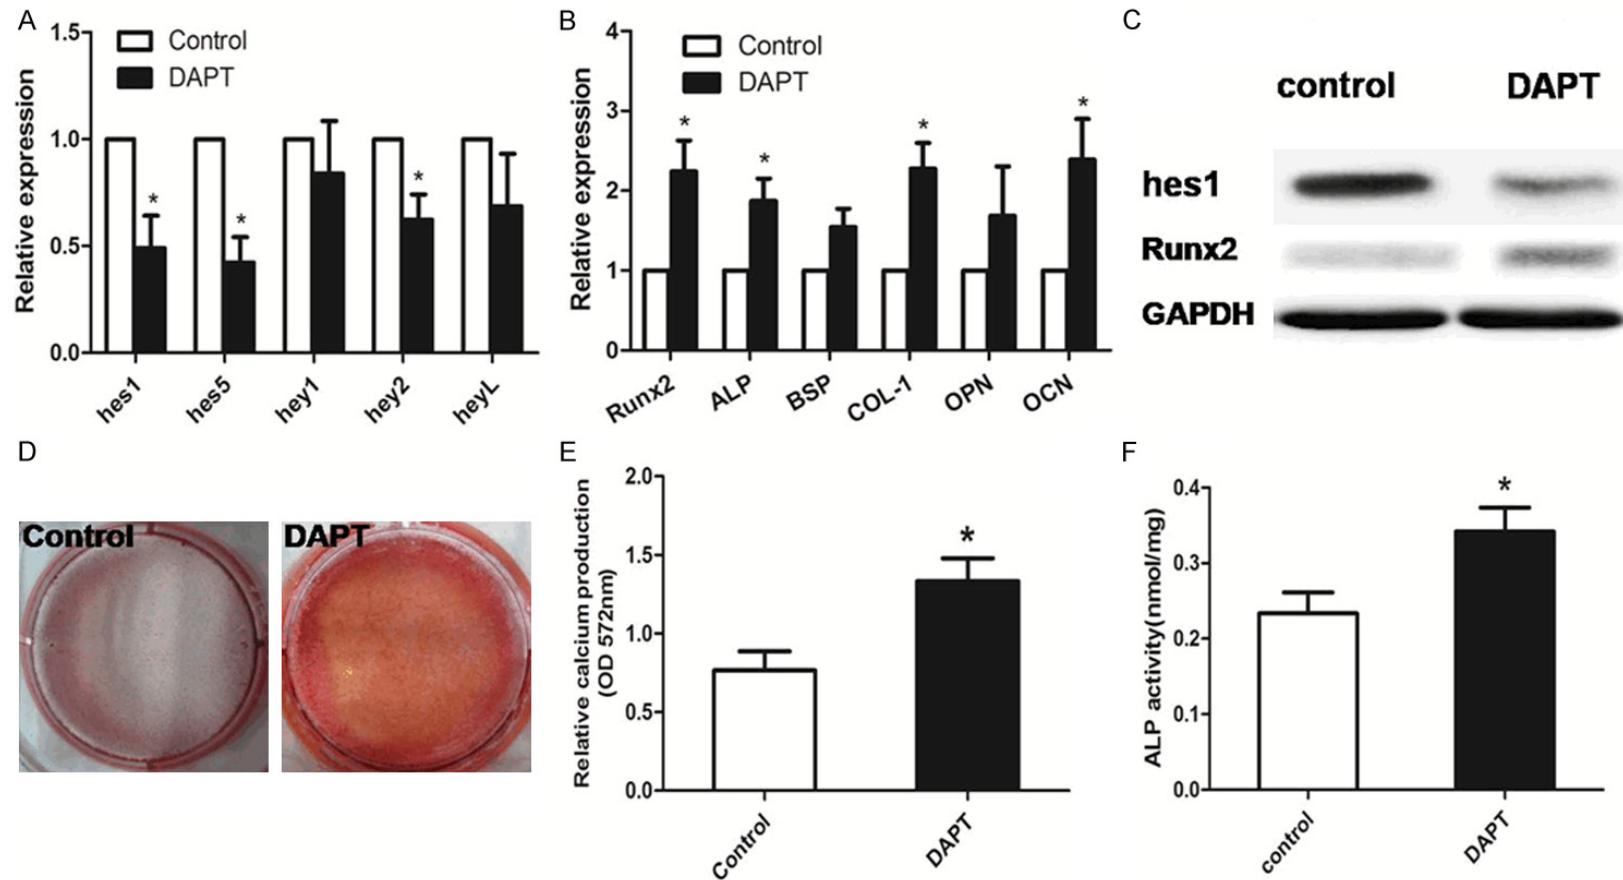 A
Relative expression
1.5
1.0
0.5
0.0
Control
DAPT
*
*
*
hes1
hes5
hey1
hey2
heyL
B
Relative expression
4
3
2
1
0
Control
DAPT
*
*
*
*
Runx2
ALP
BSP
COL-1
OPN
OCN
C
control DAPT
hes1
Runx2
GAPDH
D
Control
DAPT
E
Relative calcium production
(OD 572nm)
2.0
1.5
1.0
0.5
0.0
*
Control
DAPT
F
ALP activity(nmol/mg)
0.4
0.3
0.2
0.1
0.0
*
control
DAPT